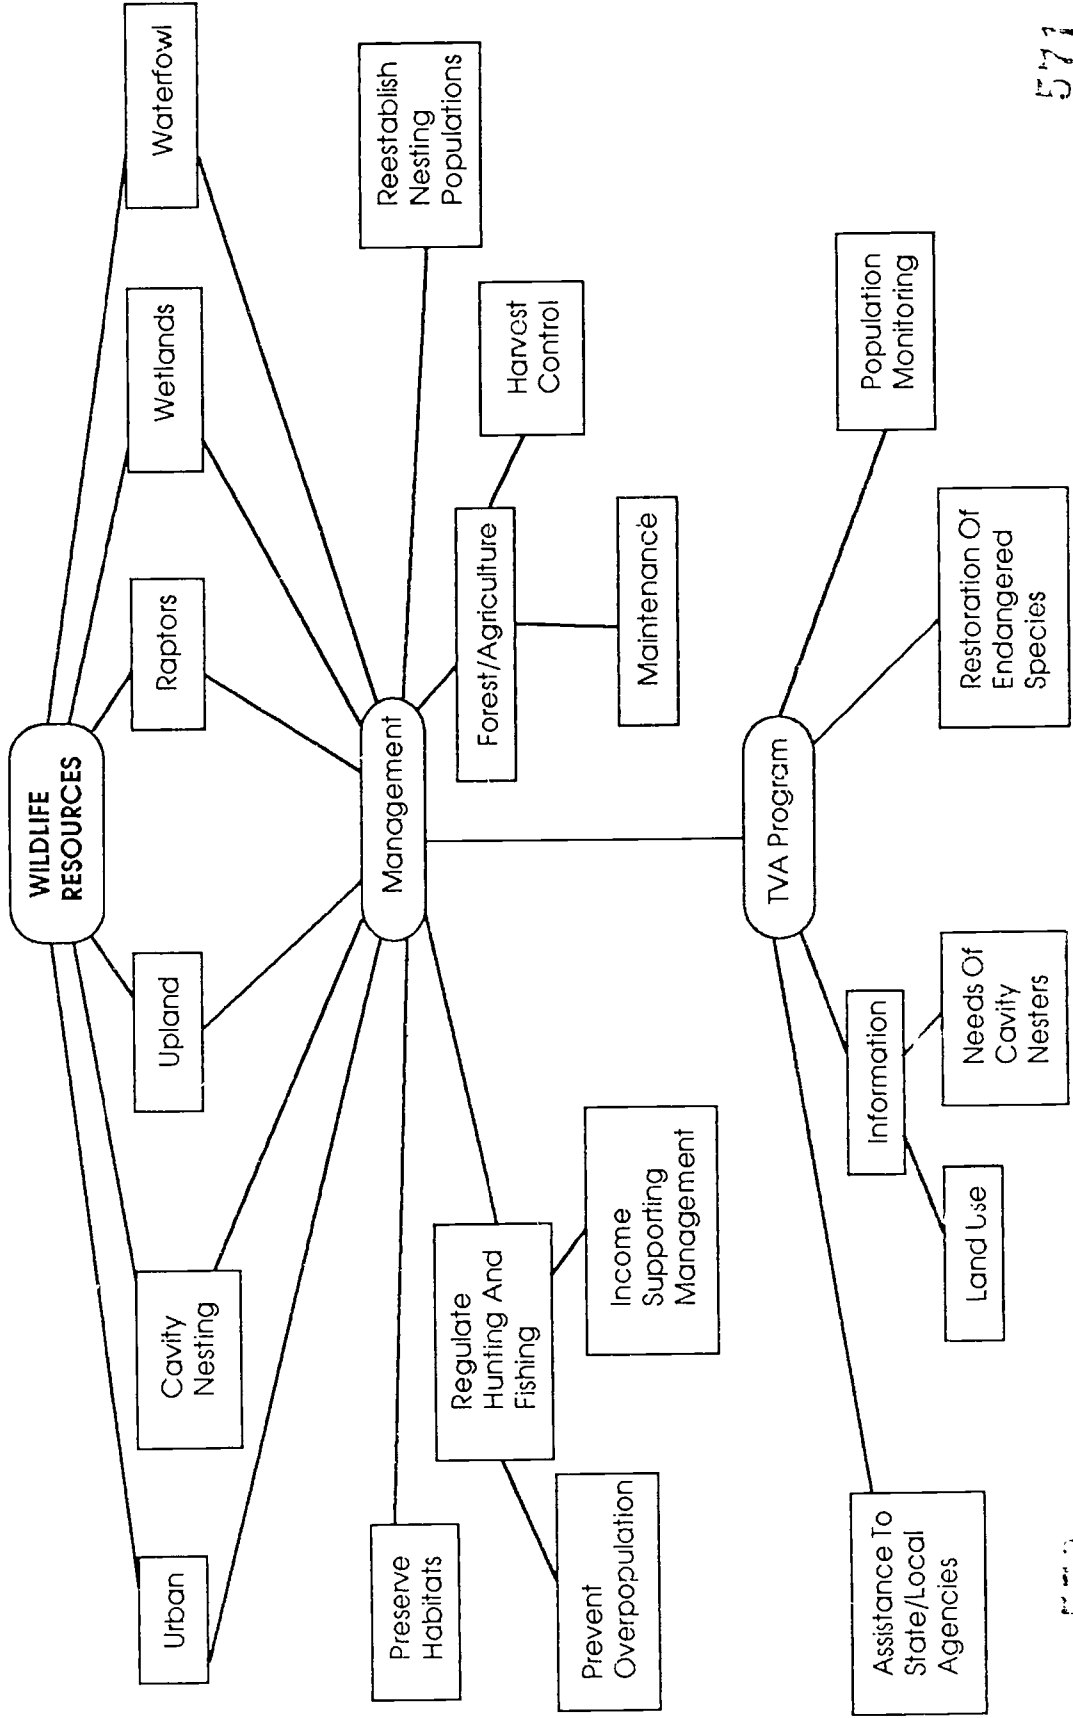 WILDLIFE
RESOURCES
Urban
Cavity
Nesting
Upland
Raptors
Wetlands
Waterfowl
Management
Preserve
Habitats
Regulate
Hunting And
Fishing
Prevent
Overpopulation
Income
Supporting
Management
Forest/Agriculture
Harvest
Control
Maintenance
Reestablish
Nesting
Populations
TVA Program
Assistance To
State/Local
Agencies
Information
Land Use
Needs Of
Cavity
Nesters
Restoration Of
Endangered
Species
Population
Monitoring
571